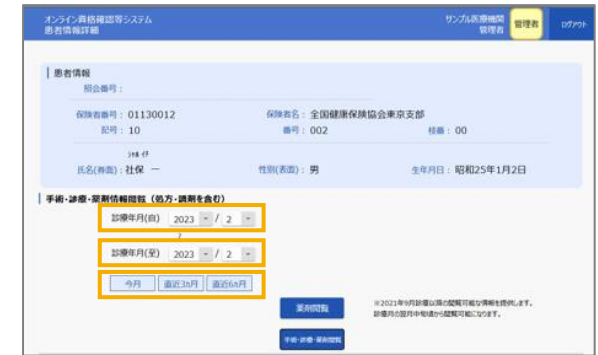 オンライン資格確認等システム
患者情報詳細
サンプル医療機関
管理者
管理者
ログアウト
患者情報
照会番号：
保険者番号：01130012 保険者名：全国健康保険協会東京支部
記号：10 番号：002 枝番：00
氏名(券面)：社保 一 性別(表面)：男 生年月日：昭和25年1月2日
手術・診療・薬剤情報閲覧（処方・調剤を含む）
診療年月(自) 2023 / 2
診療年月(至) 2023 / 2
今月 直近3カ月 直近6カ月
薬剤閲覧
※2021年9月診療以降の閲覧可能な情報を提供します。
診療月の翌月中旬頃から閲覧可能になります。
手術・診療・薬剤閲覧